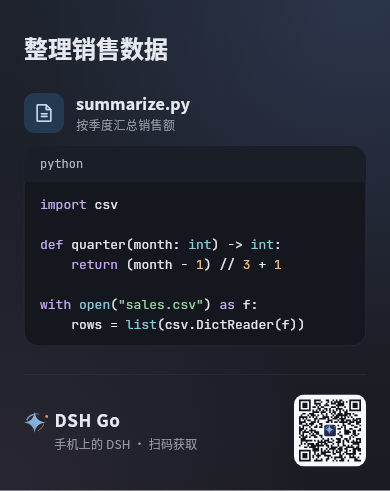 整理销售数据
summarize.py
按季度汇总销售额
python
import csv
def quarter(month: int) -> int:
    return (month - 1) // 3 + 1
with open("sales.csv") as f:
    rows = list(csv.DictReader(f))
DSH Go
手机上的 DSH · 扫码获取